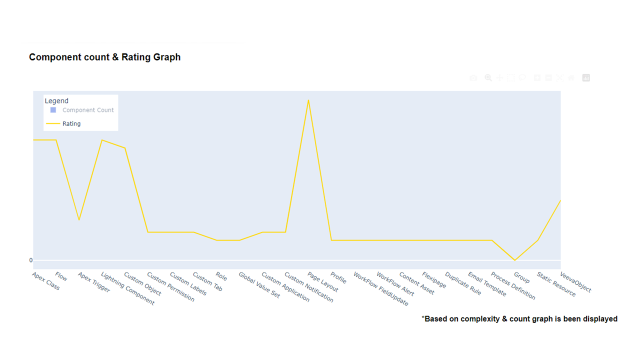 Component count & Rating Graph
Legend
Component Count
Rating
0
Apex Class
Flow
Apex Trigger
Lightning Component
Custom Object
Custom Permission
Custom Labels
Custom Tab
Role
Global Value Set
Custom Application
Custom Notification
Page Layout
Profile
WorkFlow FieldUpdate
WorkFlow Alert
Content Asset
Flexipage
Duplicate Rule
Email Template
Process Definition
Group
Static Resource
VeevaObject
*Based on complexity & count graph is been displayed